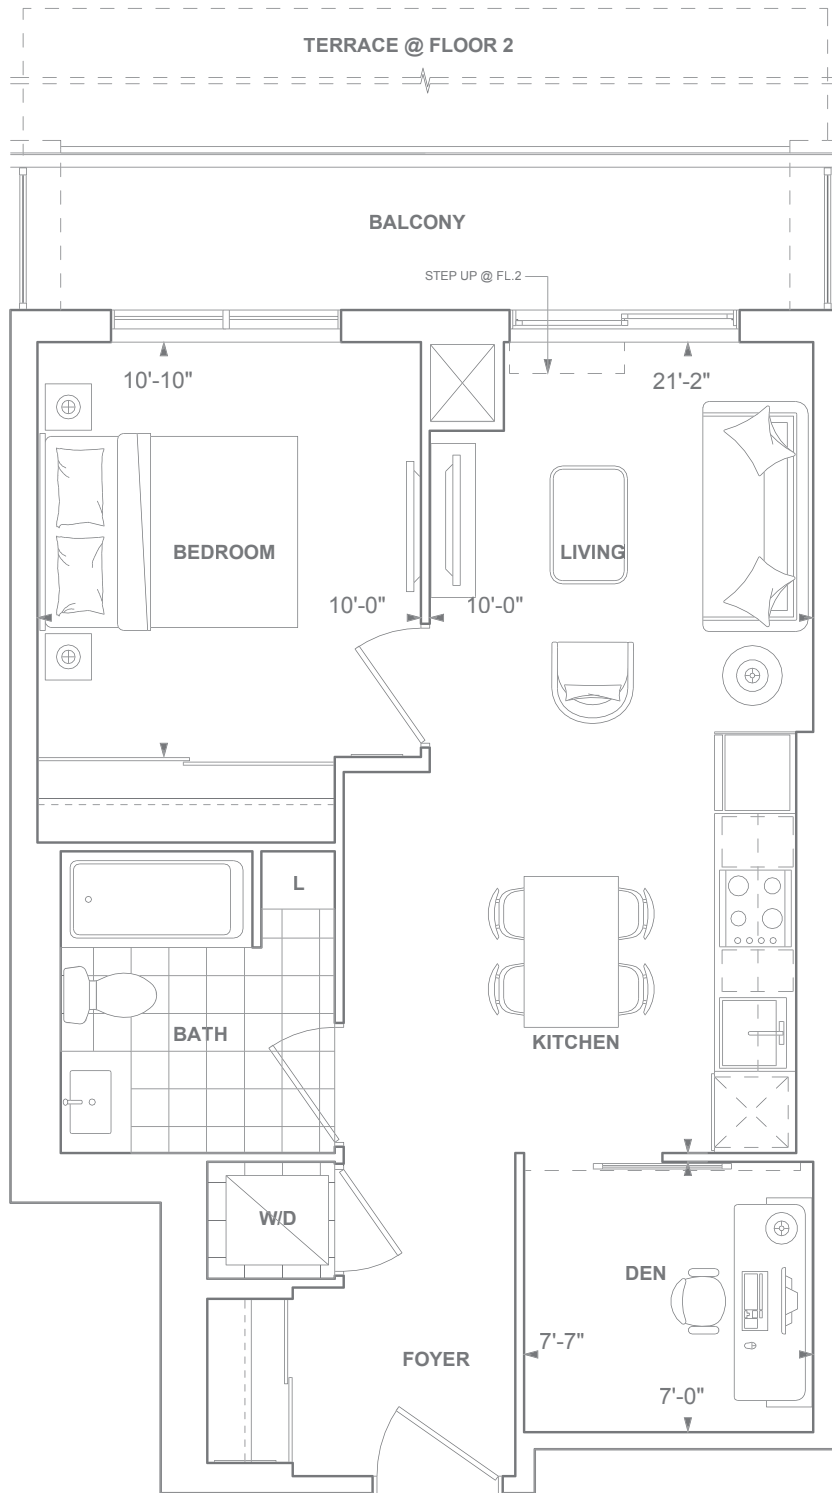 TERRACE @ FLOOR 2
BALCONY
STEP UP @ FL.2
10'-10"
21'-2"
BEDROOM
LIVING
10'-0"
10'-0"
L
BATH
KITCHEN
W/D
DEN
7'-7"
FOYER
7'-0"